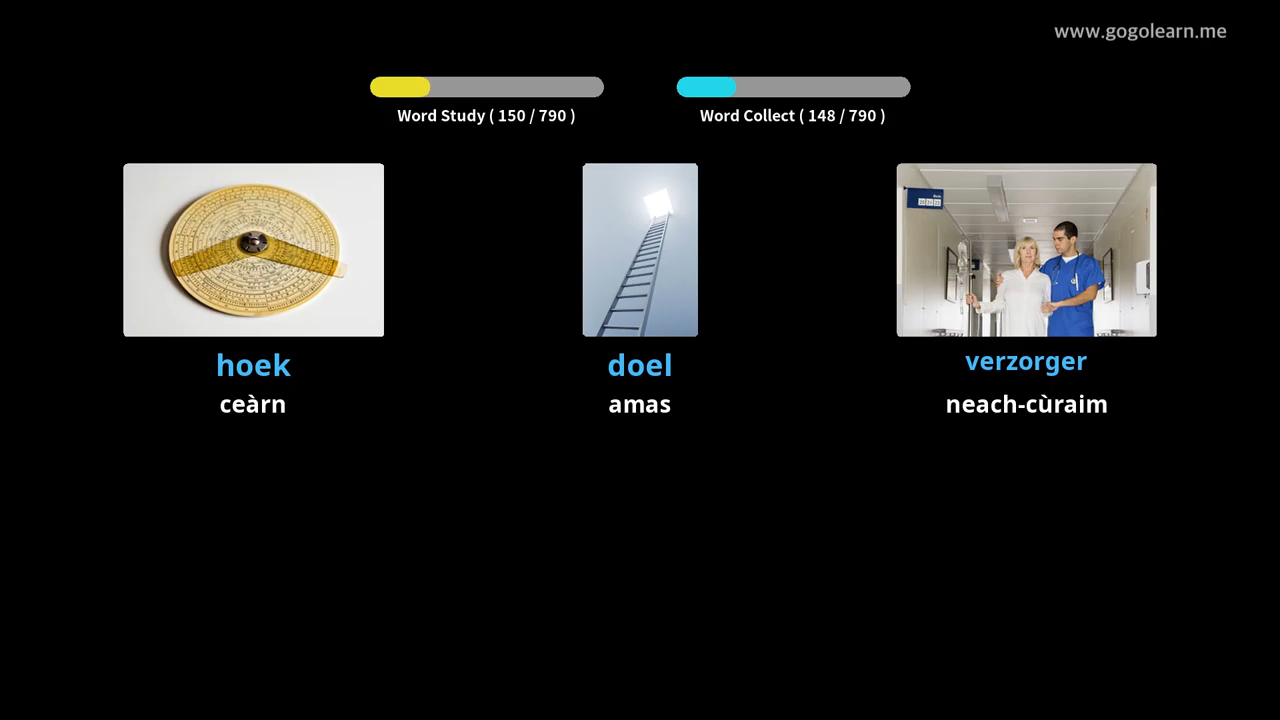 www.gogolearn.me
Word Study ( 150 / 790 )
Word Collect ( 148 / 790 )
hoek
doel
verzorger
ceàrn
amas
neach-cùraim